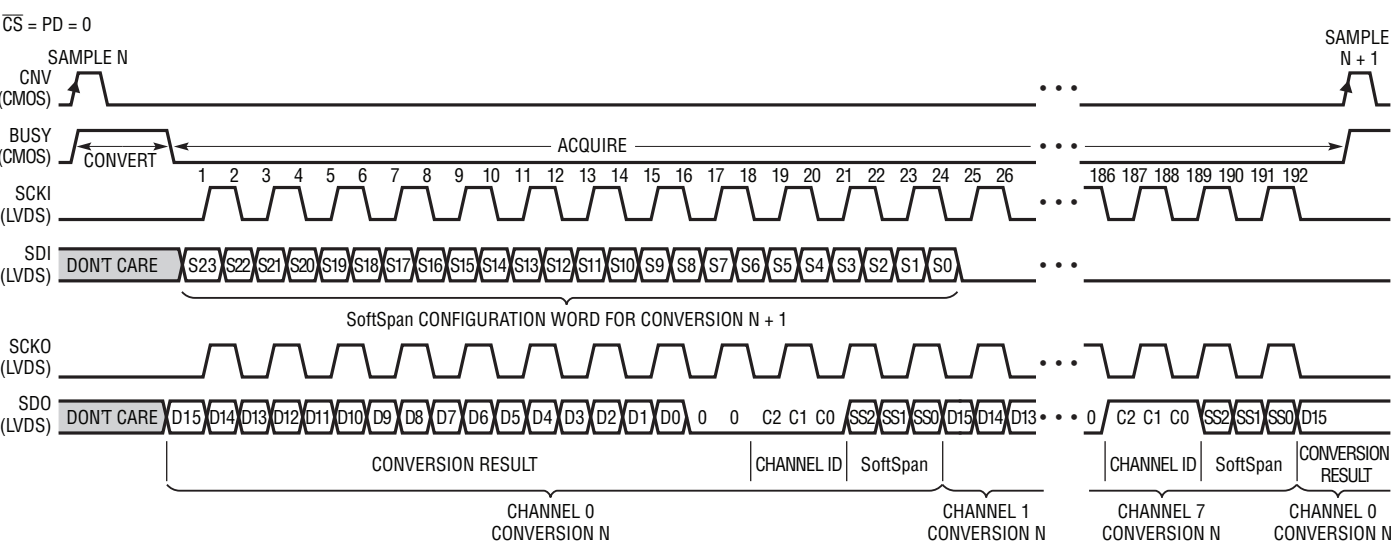 CS = PD = 0
SAMPLE N
SAMPLE
N + 1
CNV
(CMOS)
• • •
BUSY
(CMOS)
CONVERT
ACQUIRE
• • •
1 2 3 4 5 6 7 8 9 10 11 12 13 14 15 16 17 18 19 20 21 22 23 24 25 26 186 187 188 189 190 191 192
SCKI
(LVDS)
• • •
SDI
(LVDS)
DON'T CARE S23 S22 S21 S20 S19 S18 S17 S16 S15 S14 S13 S12 S11 S10 S9 S8 S7 S6 S5 S4 S3 S2 S1 S0 • • •
SoftSpan CONFIGURATION WORD FOR CONVERSION N + 1
SCKO
(LVDS)
• • •
SDO
(LVDS)
DON'T CARE D15 D14 D13 D12 D11 D10 D9 D8 D7 D6 D5 D4 D3 D2 D1 D0 0 0 C2 C1 C0 SS2 SS1 SS0 D15 D14 D13 • • • 0 C2 C1 C0 SS2 SS1 SS0 D15
CONVERSION RESULT
CHANNEL ID
SoftSpan
CHANNEL ID
SoftSpan
CONVERSION
RESULT
CHANNEL 0
CONVERSION N
CHANNEL 1
CONVERSION N
CHANNEL 7
CONVERSION N
CHANNEL 0
CONVERSION N